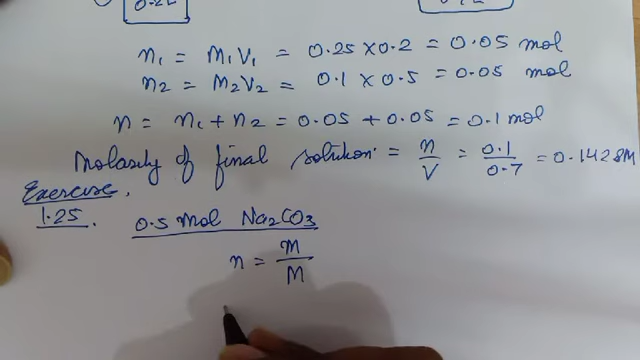 0.2L
n₁ = M₁V₁ = 0.25 × 0.2 = 0.05 mol
n2 = M2V2 = 0.1 × 0.5 = 0.05 mol
n = n₁ + n2 = 0.05 + 0.05 = 0.1 mol
Molarity of final solution = n/V = 0.1/0.7 = 0.1428M
Exercise.
1.25. 0.5 mol Na2CO3
n = m/M